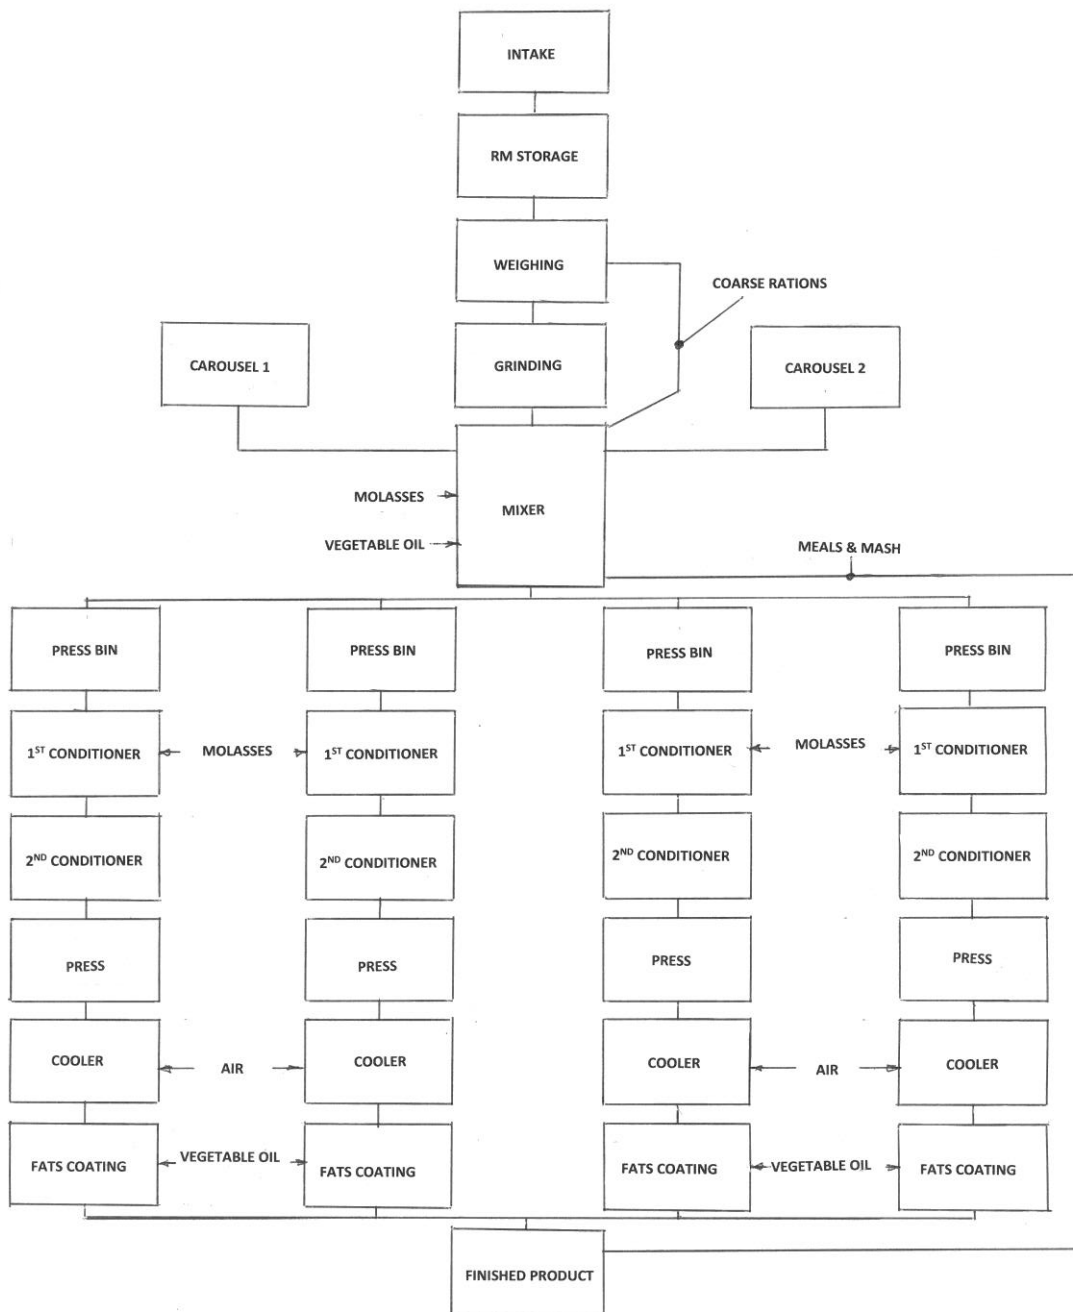 INTAKE
RM STORAGE
WEIGHING
COARSE RATIONS
GRINDING
CAROUSEL 1
CAROUSEL 2
MOLASSES
MIXER
VEGETABLE OIL
MEALS & MASH
PRESS BIN
PRESS BIN
PRESS BIN
PRESS BIN
1ST CONDITIONER
MOLASSES
1ST CONDITIONER
1ST CONDITIONER
MOLASSES
1ST CONDITIONER
2ND CONDITIONER
2ND CONDITIONER
2ND CONDITIONER
2ND CONDITIONER
PRESS
PRESS
PRESS
PRESS
COOLER
AIR
COOLER
COOLER
AIR
COOLER
FATS COATING
VEGETABLE OIL
FATS COATING
FATS COATING
VEGETABLE OIL
FATS COATING
FINISHED PRODUCT